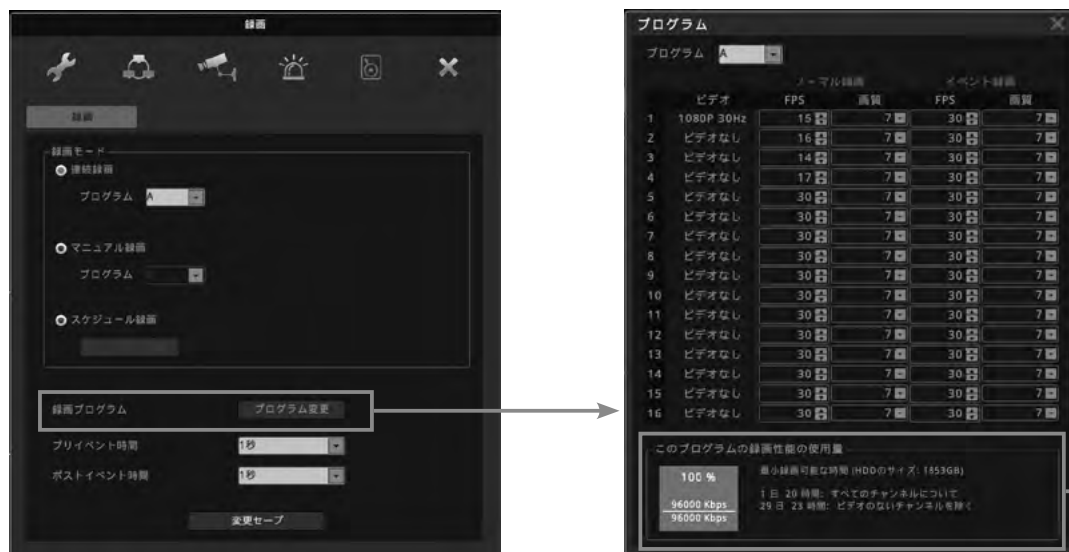 録画
録画
録画モード
連続録画
プログラム A
マニュアル録画
プログラム
スケジュール録画
録画プログラム プログラム変更
プリイベント時間 1秒
ポストイベント時間 1秒
変更セーブ
プログラム
プログラム A
ノーマル録画 イベント録画
ビデオ FPS 画質 FPS 画質
1 1080P 30Hz 15 7 30 7
2 ビデオなし 16 7 30 7
3 ビデオなし 14 7 30 7
4 ビデオなし 17 7 30 7
5 ビデオなし 30 7 30 7
6 ビデオなし 30 7 30 7
7 ビデオなし 30 7 30 7
8 ビデオなし 30 7 30 7
9 ビデオなし 30 7 30 7
10 ビデオなし 30 7 30 7
11 ビデオなし 30 7 30 7
12 ビデオなし 30 7 30 7
13 ビデオなし 30 7 30 7
14 ビデオなし 30 7 30 7
15 ビデオなし 30 7 30 7
16 ビデオなし 30 7 30 7
このプログラムの録画性能の使用量
100 %
96000 Kbps
96000 Kbps
最小録画可能な時間 (HDDのサイズ: 1853GB)
1 日 20 時間: すべてのチャンネルについて
29 日 23 時間: ビデオのないチャンネルを除く